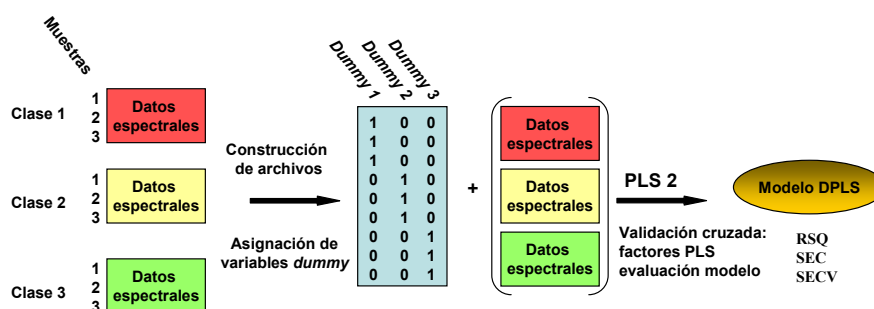 Muestras
Clase 1
1
2
3
Datos
espectrales
Clase 2
1
2
3
Datos
espectrales
Clase 3
1
2
3
Datos
espectrales
Construcción
de archivos
Asignación de
variables dummy
Dummy 1
Dummy 2
Dummy 3
1 0 0
1 0 0
1 0 0
0 1 0
0 1 0
0 1 0
0 0 1
0 0 1
0 0 1
+
Datos
espectrales
Datos
espectrales
Datos
espectrales
PLS 2
Validación cruzada:
factores PLS
evaluación modelo
Modelo DPLS
RSQ
SEC
SECV